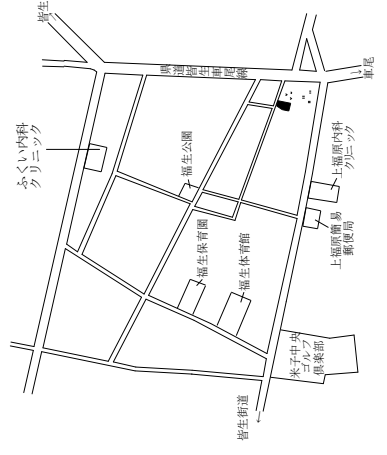 皆生
県道皆生車尾線
→
車尾
ふくい内科
クリニック
福生公園
上福原内科
クリニック
福生保育園
福生体育館
上福原簡易
郵便局
米子中央
ゴルフ
倶楽部
皆生街道
←